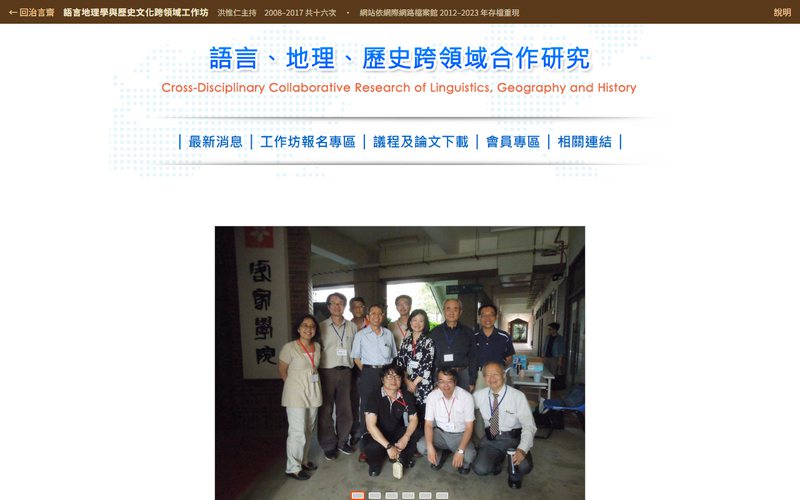 ← 回治言齋 語言地理學與歷史文化跨領域工作坊 洪惟仁主持 2008–2017 共十六次 · 網站依網際網路檔案館 2012–2023 年存檔重現 說明
語言、地理、歷史跨領域合作研究
Cross-Disciplinary Collaborative Research of Linguistics, Geography and History
| 最新消息 | 工作坊報名專區 | 議程及論文下載 | 會員專區 | 相關連結 |
客家學院